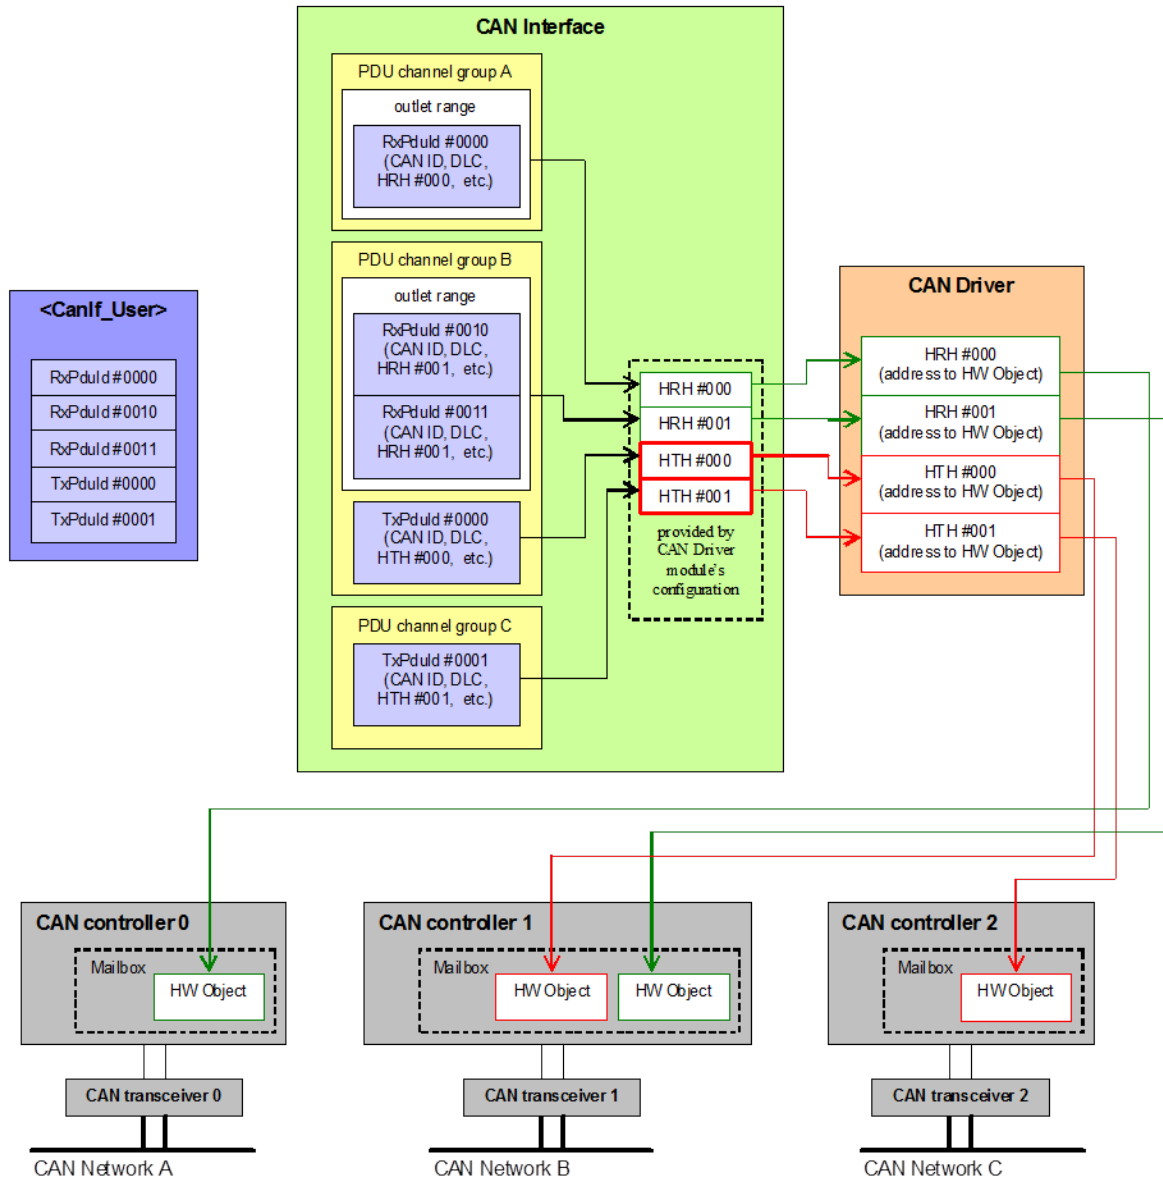 CAN Interface
PDU channel group A
outlet range
RxPduId #0000
(CAN ID, DLC,
HRH #000, etc.)
PDU channel group B
outlet range
RxPduId #0010
(CAN ID, DLC,
HRH #001, etc.)
RxPduId #0011
(CAN ID, DLC,
HRH #001, etc.)
TxPduId #0000
(CAN ID, DLC,
HTH #000, etc.)
PDU channel group C
TxPduId #0001
(CAN ID, DLC,
HTH #001, etc.)
<CanIf_User>
RxPduId #0000
RxPduId #0010
RxPduId #0011
TxPduId #0000
TxPduId #0001
HRH #000
HRH #001
HTH #000
HTH #001
provided by
CAN Driver
module's
configuration
CAN Driver
HRH #000
(address to HW Object)
HRH #001
(address to HW Object)
HTH #000
(address to HW Object)
HTH #001
(address to HW Object)
CAN controller 0
Mailbox
HW Object
CAN transceiver 0
CAN Network A
CAN controller 1
Mailbox
HW Object
HW Object
CAN transceiver 1
CAN Network B
CAN controller 2
Mailbox
HW Object
CAN transceiver 2
CAN Network C